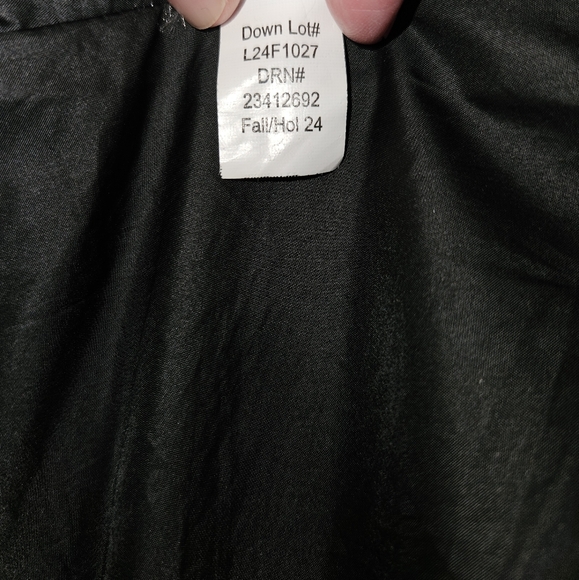 Down Lot#
L24F1027
DRN#
23412692
Fall/Hol 24